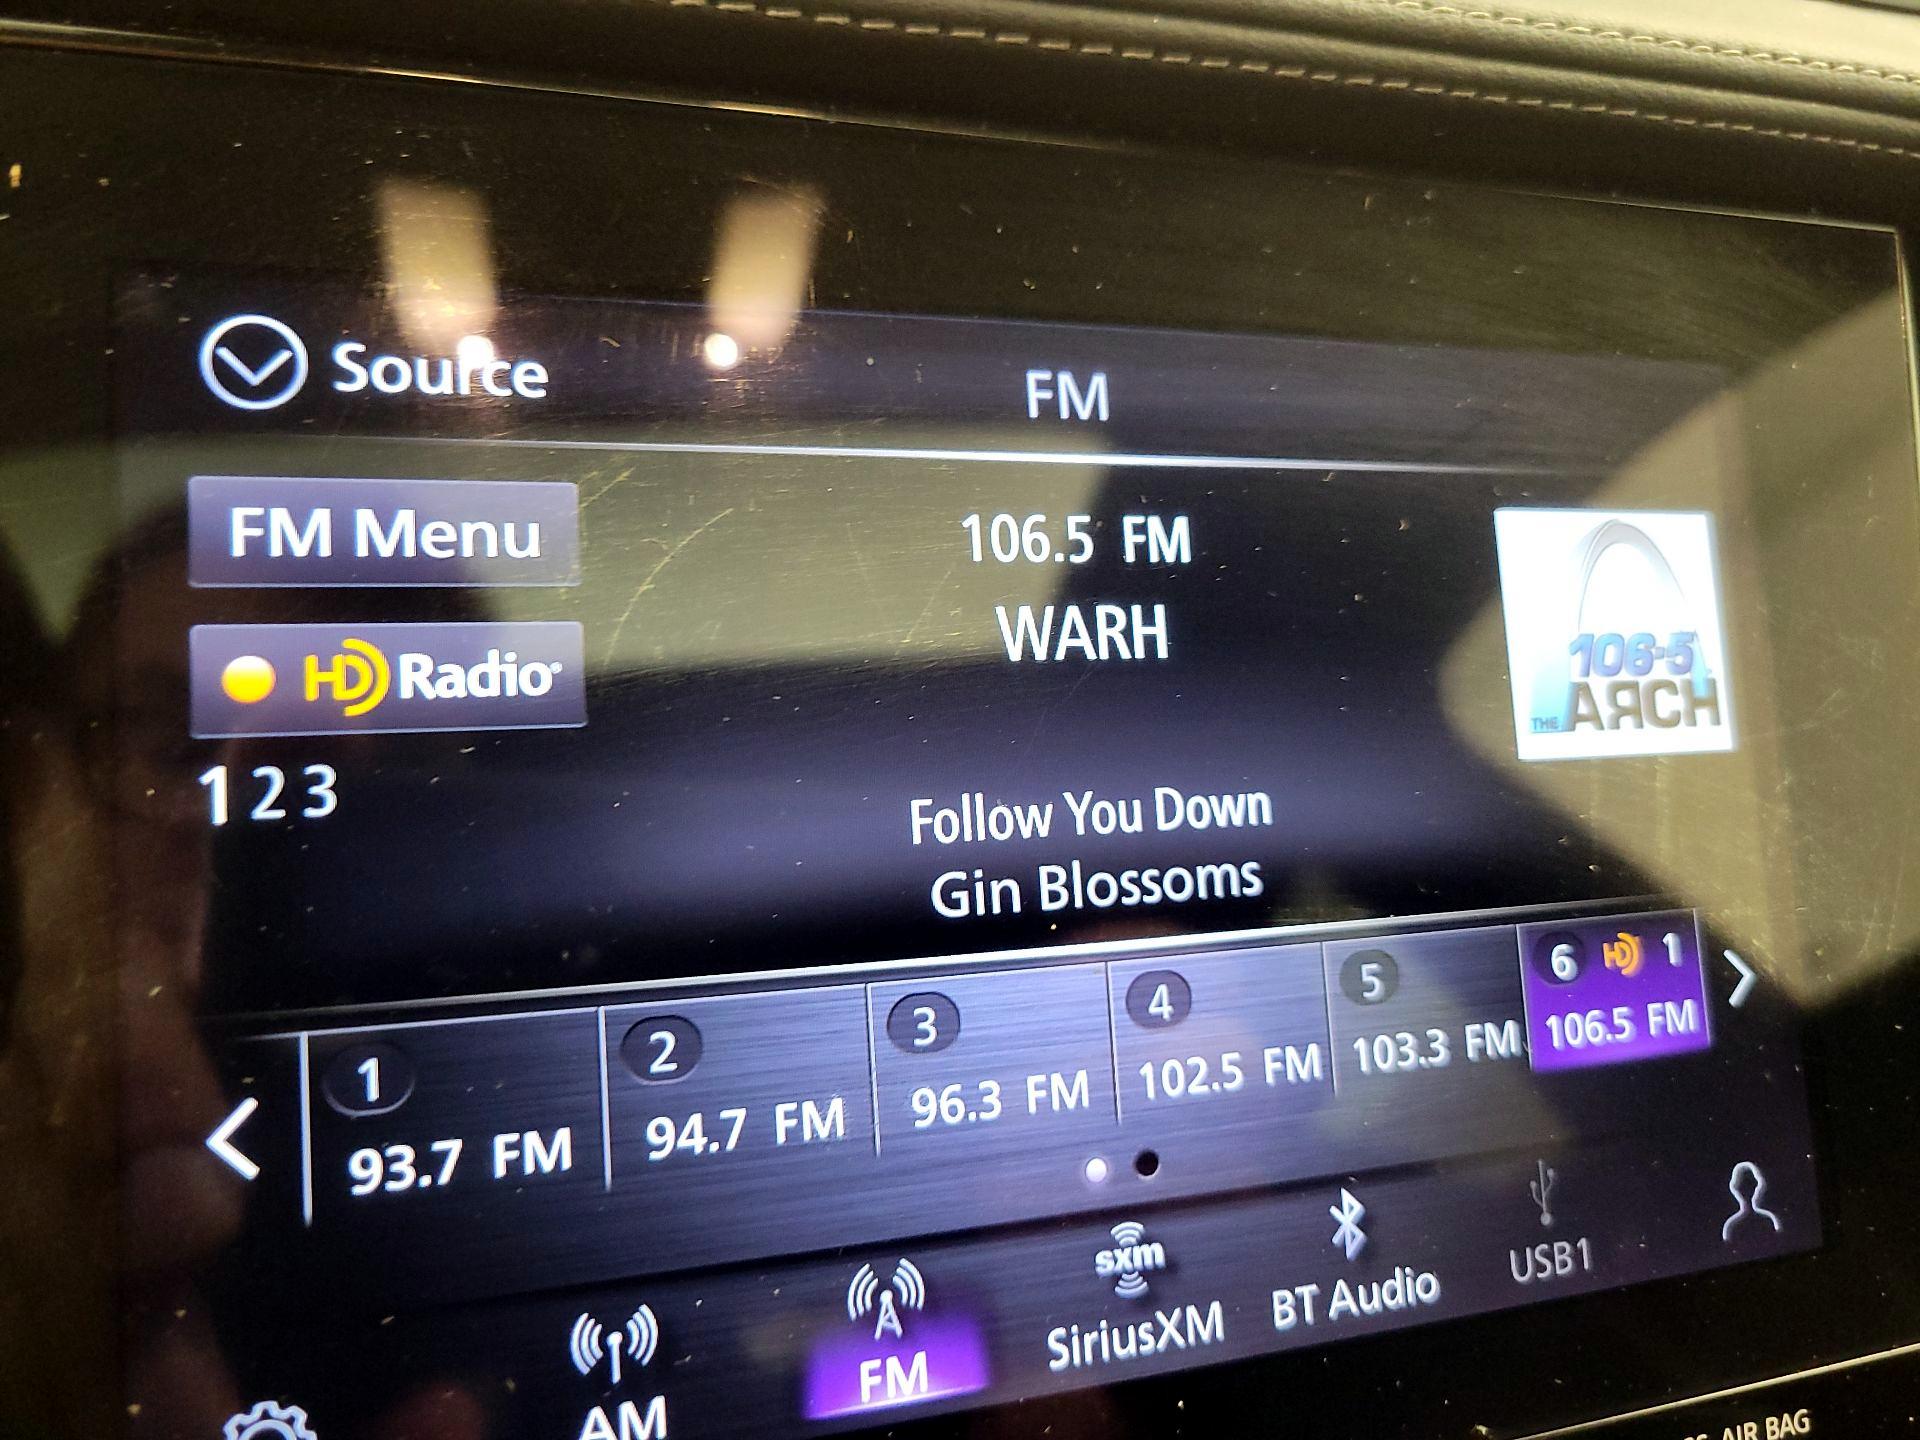 Source
FM
FM Menu
106.5 FM
WARH
HD Radio®
1 2 3
106.5
THE ARCH
Follow You Down
Gin Blossoms
1
93.7 FM
2
94.7 FM
3
96.3 FM
4
102.5 FM
5
103.3 FM
6 HD 1
106.5 FM
AM
FM
sxm
SiriusXM
BT Audio
USB1
AIR BAG